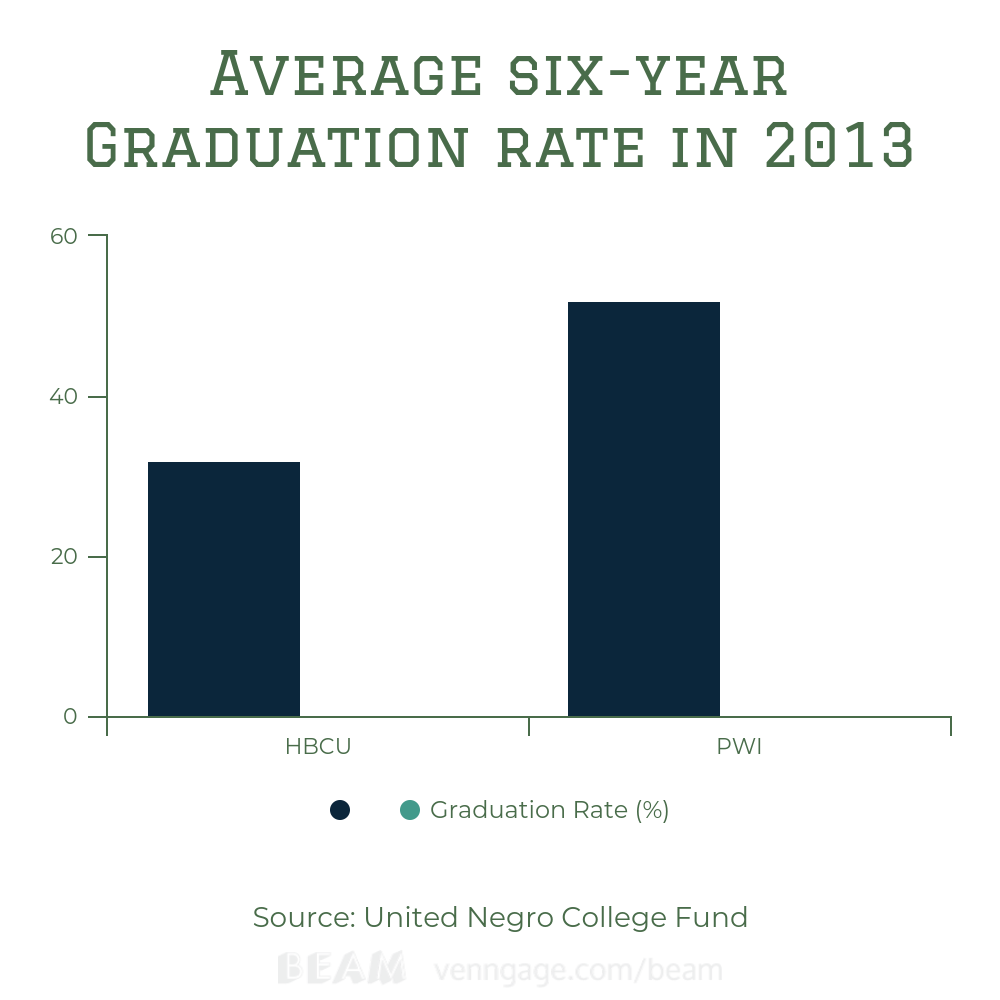 Average six-year
Graduation rate in 2013
60
40
20
0
HBCU
PWI
Graduation Rate (%)
Source: United Negro College Fund
BEAM venngage.com/beam